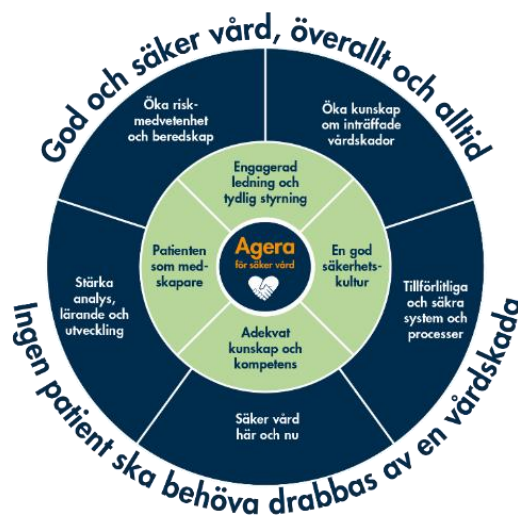 God och säker vård, överallt och alltid
Öka risk-
medvetenhet
och beredskap
Öka kunskap
om inträffade
vårdskador
Engagerad
ledning och
tydlig styrning
Patienten
som med-
skapare
Agera
för säker vård
En god
säkerhets-
kultur
Stärka
analys,
lärande och
utveckling
Tillförlitliga
och säkra
system och
processer
Adekvat
kunskap och
kompetens
Säker vård
här och nu
Ingen patient ska behöva drabbas av en vårdskada